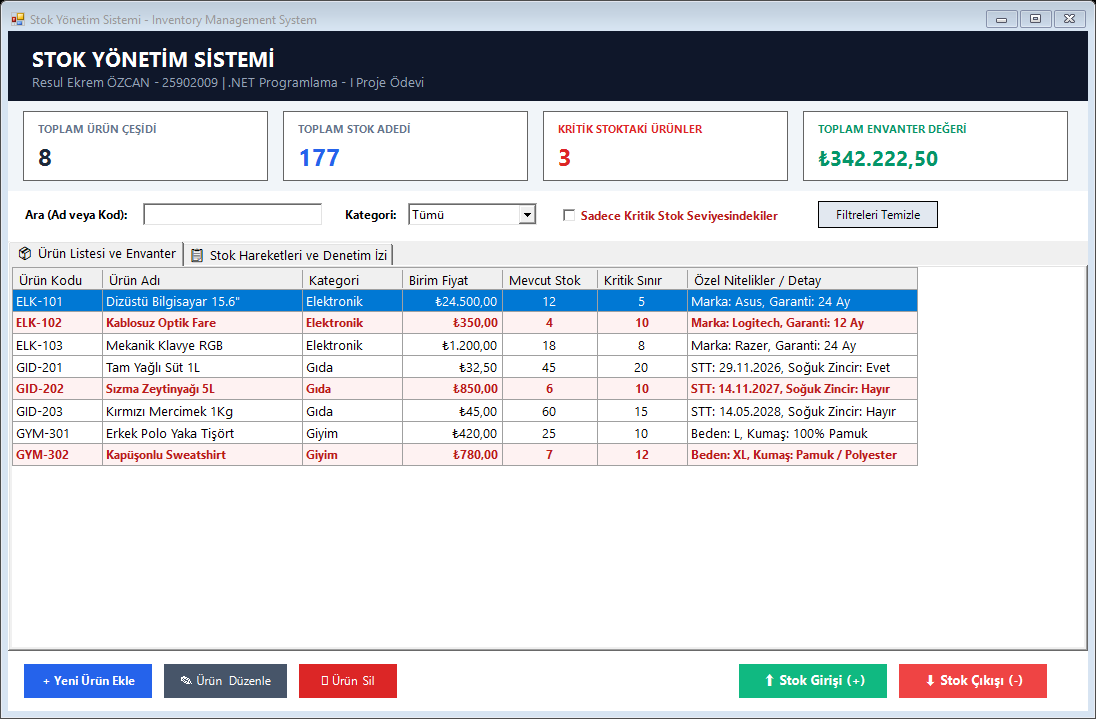 Stok Yönetim Sistemi - Inventory Management System
STOK YÖNETİM SİSTEMİ
Resul Ekrem ÖZCAN - 25902009 | .NET Programlama - I Proje Ödevi
TOPLAM ÜRÜN ÇEŞİDİ TOPLAM STOK ADEDİ KRİTİK STOKTAKİ ÜRÜNLER TOPLAM ENVANTER DEĞERİ
8 177 3 ₺342.222,50
Ara (Ad veya Kod): Kategori: Tümü Sadece Kritik Stok Seviyesindekiler Filtreleri Temizle
Ürün Listesi ve Envanter Stok Hareketleri ve Denetim İzi
Ürün Kodu Ürün Adı Kategori Birim Fiyat Mevcut Stok Kritik Sınır Özel Nitelikler / Detay
ELK-101 Dizüstü Bilgisayar 15.6" Elektronik ₺24.500,00 12 5 Marka: Asus, Garanti: 24 Ay
ELK-102 Kablosuz Optik Fare Elektronik ₺350,00 4 10 Marka: Logitech, Garanti: 12 Ay
ELK-103 Mekanik Klavye RGB Elektronik ₺1.200,00 18 8 Marka: Razer, Garanti: 24 Ay
GID-201 Tam Yağlı Süt 1L Gıda ₺32,50 45 20 STT: 29.11.2026, Soğuk Zincir: Evet
GID-202 Sızma Zeytinyağı 5L Gıda ₺850,00 6 10 STT: 14.11.2027, Soğuk Zincir: Hayır
GID-203 Kırmızı Mercimek 1Kg Gıda ₺45,00 60 15 STT: 14.05.2028, Soğuk Zincir: Hayır
GYM-301 Erkek Polo Yaka Tişört Giyim ₺420,00 25 10 Beden: L, Kumaş: 100% Pamuk
GYM-302 Kapüşonlu Sweatshirt Giyim ₺780,00 7 12 Beden: XL, Kumaş: Pamuk / Polyester
+ Yeni Ürün Ekle ✎ Ürün Düzenle Ürün Sil ⬆ Stok Girişi (+) ⬇ Stok Çıkışı (-)